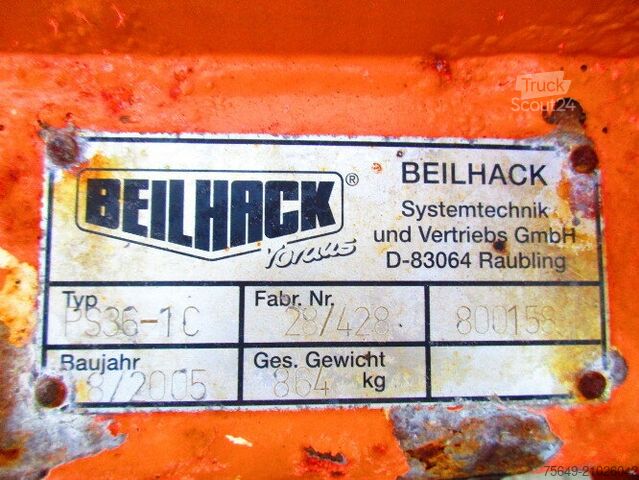 Truck
Scout24
BEILHACK®
Voraus
BEILHACK
Systemtechnik
und Vertriebs GmbH
D-83064 Raubling
Typ
PS36-1C
Fabr. Nr.
28/428
800158
Baujahr
8/2005
Ges. Gewicht
864 kg